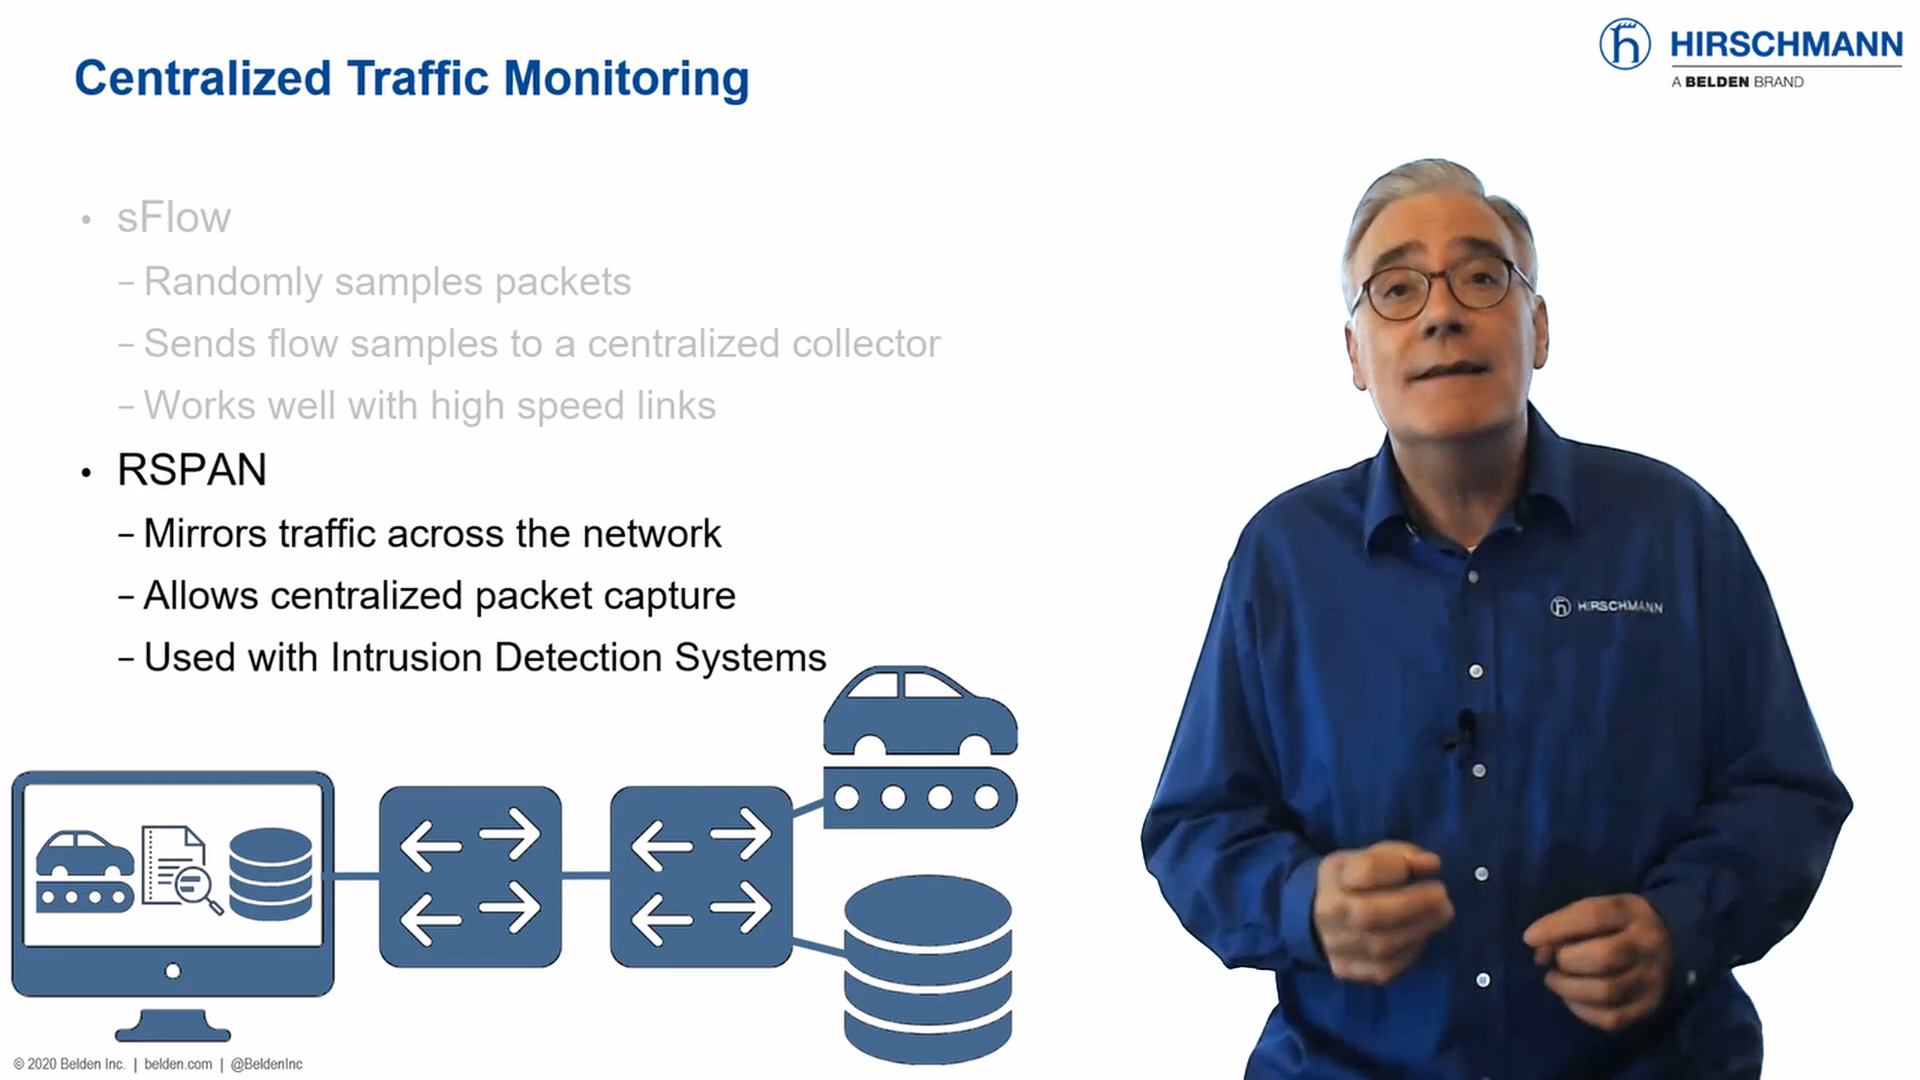 Centralized Traffic Monitoring
HIRSCHMANN
A BELDEN BRAND
• sFlow
– Randomly samples packets
– Sends flow samples to a centralized collector
– Works well with high speed links
• RSPAN
– Mirrors traffic across the network
– Allows centralized packet capture
– Used with Intrusion Detection Systems
HIRSCHMANN
© 2020 Belden Inc. | belden.com | @BeldenInc